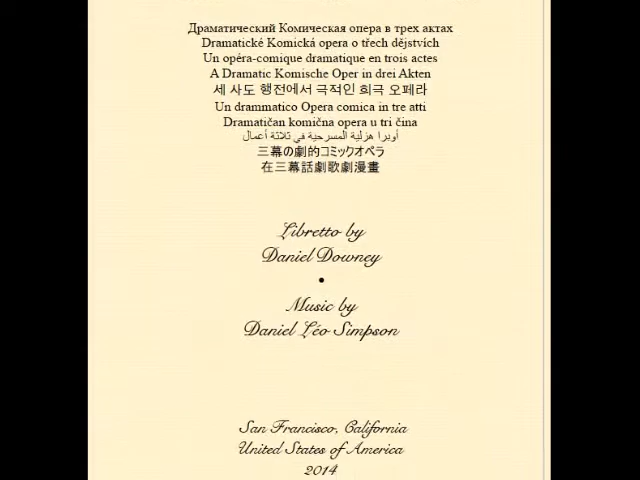 Драматический Комическая опера в трех актах
Dramatické Komická opera o třech dějstvích
Un opéra-comique dramatique en trois actes
A Dramatic Komische Oper in drei Akten
세 사도 행전에서 극적인 희극 오페라
Un drammatico Opera comica in tre atti
Dramatičan komična opera u tri čina
أوبرا هزلية المسرحية في ثلاثة أعمال
三幕の劇的コミックオペラ
在三幕話劇歌劇漫畫
Libretto by
Daniel Downey
•
Music by
Daniel Léo Simpson
San Francisco, California
United States of America
2014